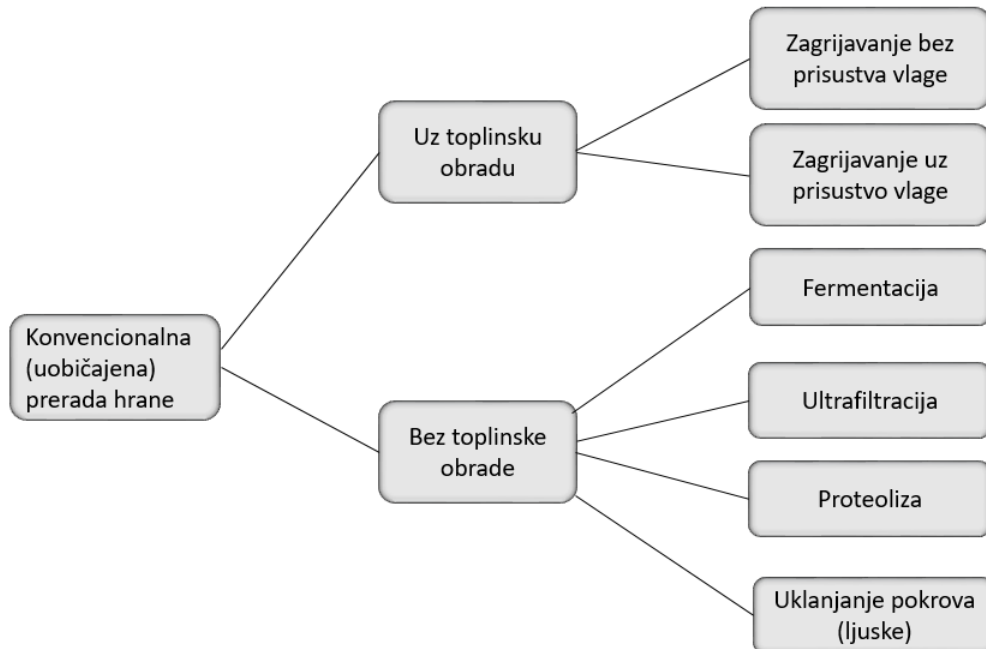 Konvencionalna
(uobičajena)
prerada hrane
Uz toplinsku
obradu
Zagrijavanje bez
prisustva vlage
Zagrijavanje uz
prisustvo vlage
Bez toplinske
obrade
Fermentacija
Ultrafiltracija
Proteoliza
Uklanjanje pokrova
(ljuske)